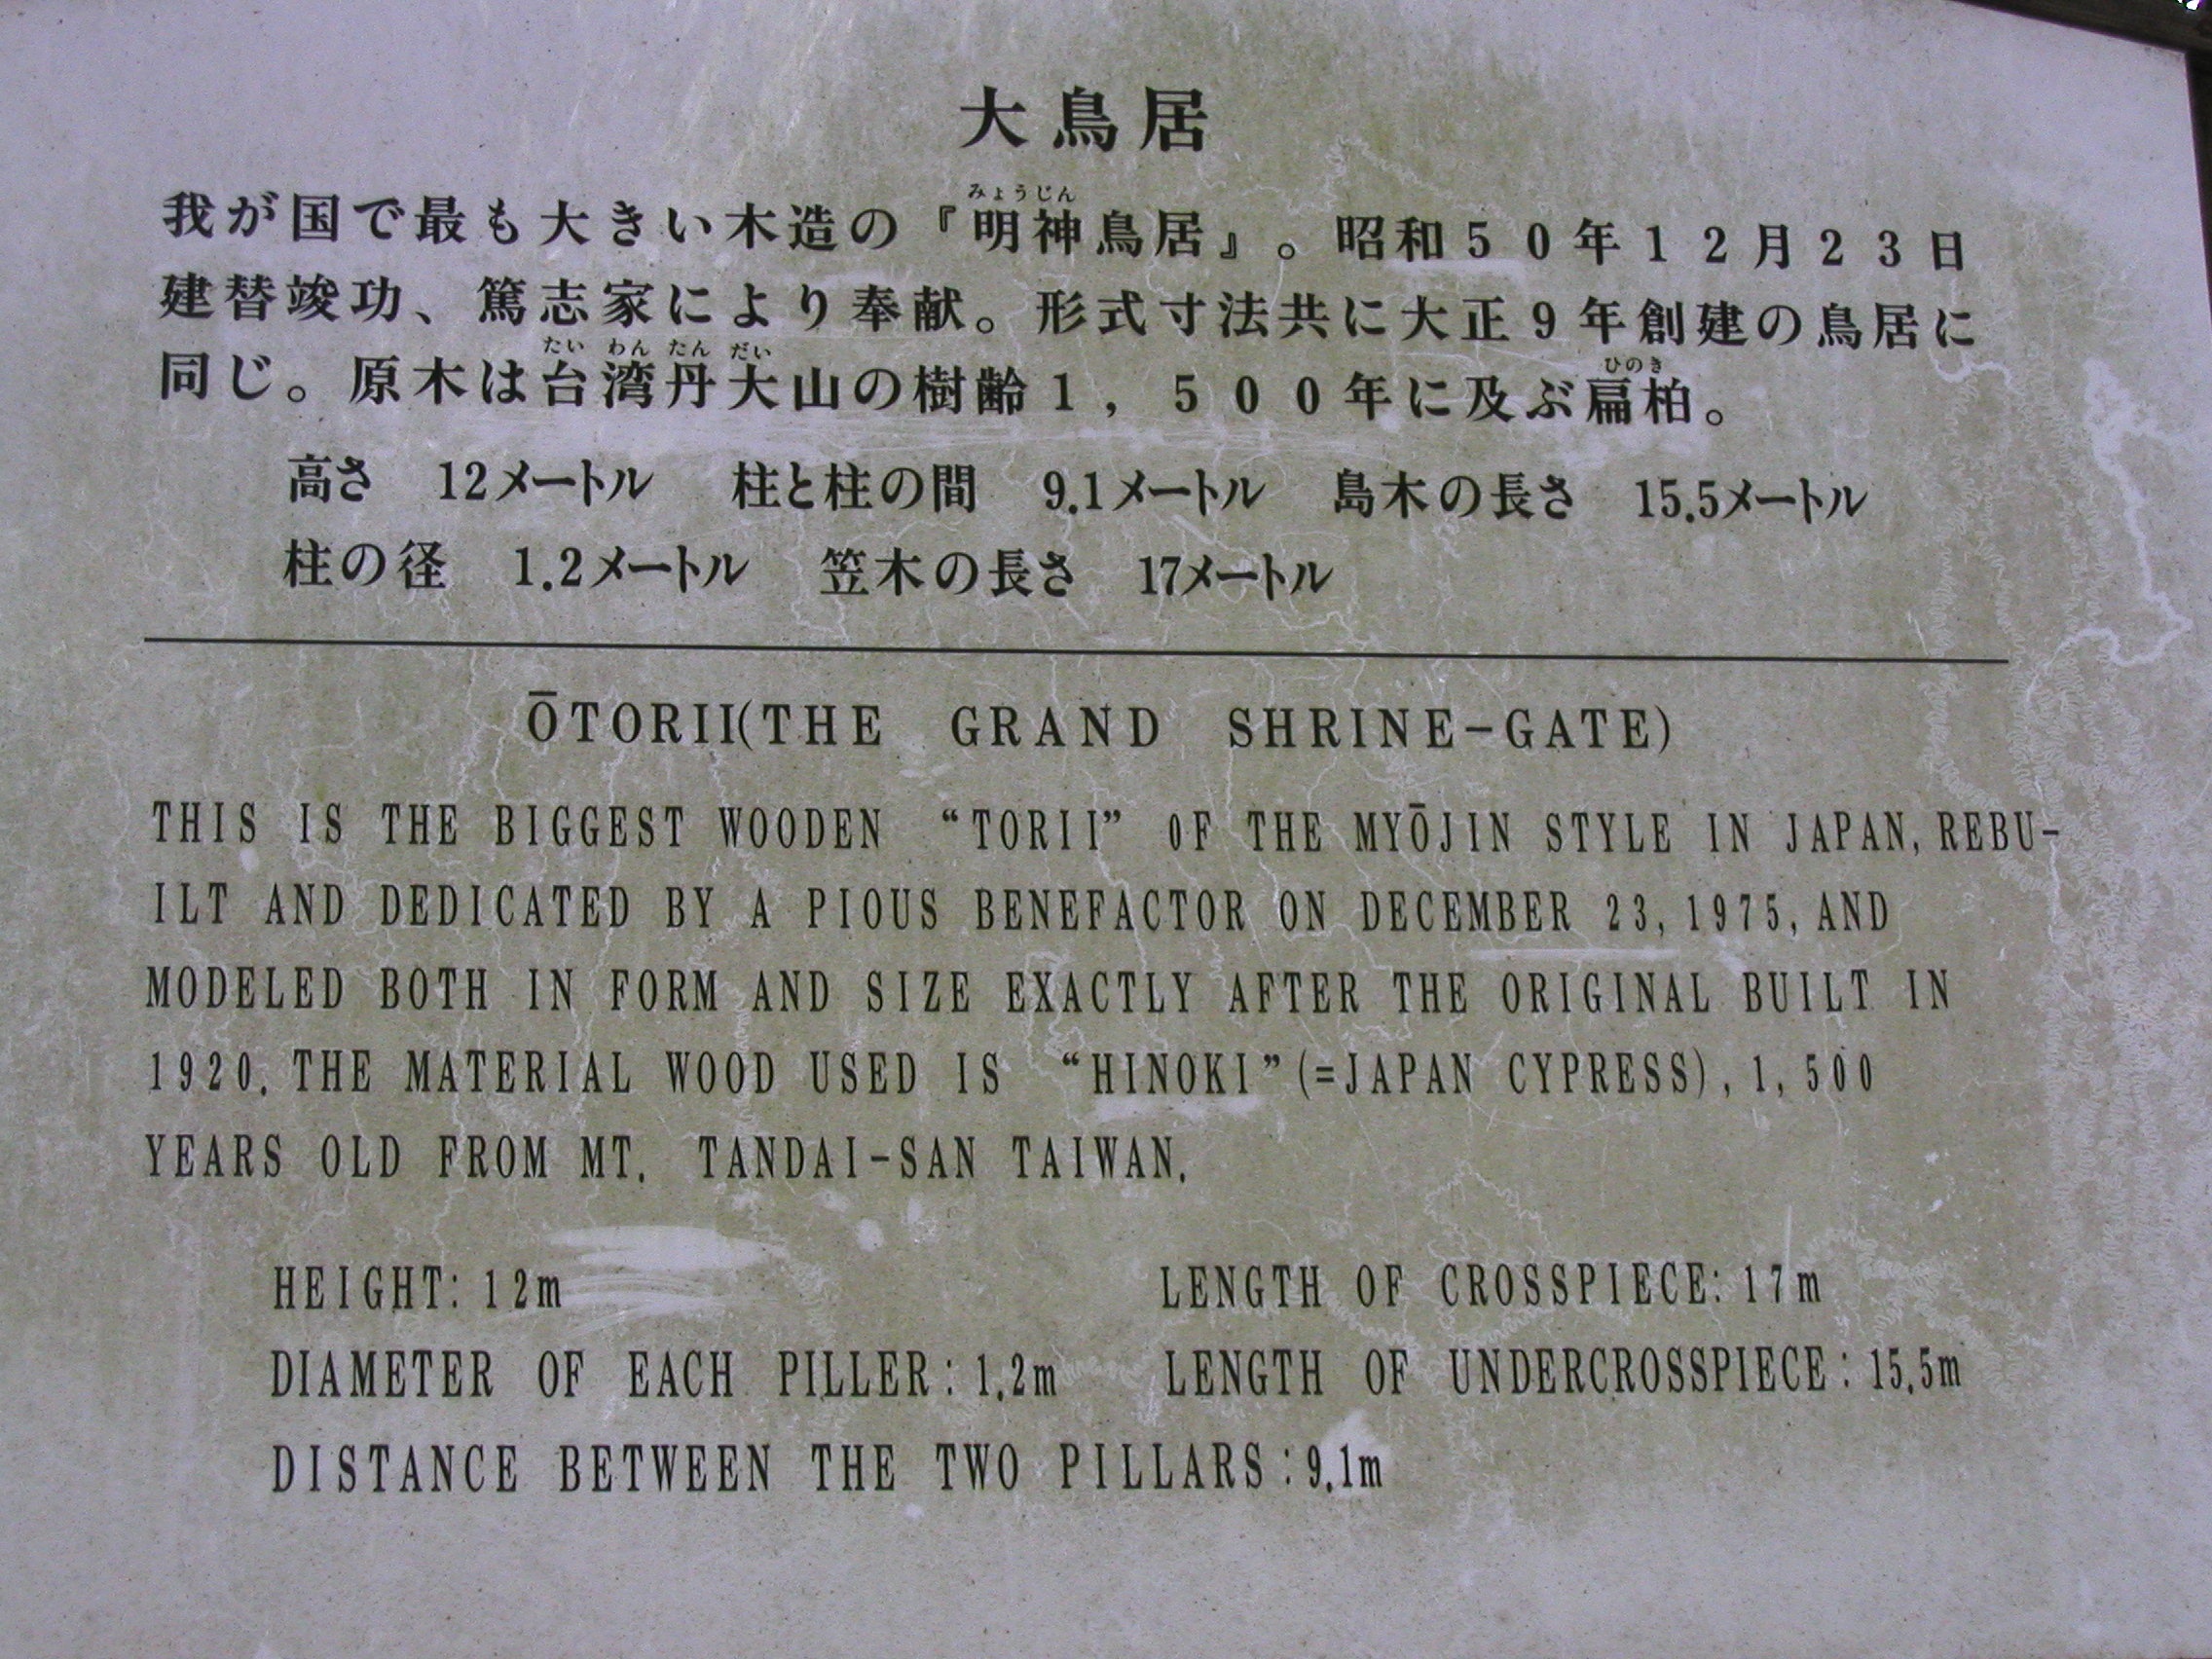 大鳥居
我が国で最も大きい木造の『明神鳥居』。昭和50年12月23日
建替竣功、篤志家により奉献。形式寸法共に大正9年創建の鳥居に
同じ。原木は台湾丹大山の樹齢1,500年に及ぶ扁柏。
高さ 12メートル 柱と柱の間 9.1メートル 島木の長さ 15.5メートル
柱の径 1.2メートル 笠木の長さ 17メートル
ŌTORII(THE GRAND SHRINE-GATE)
THIS IS THE BIGGEST WOODEN “TORII” OF THE MYŌJIN STYLE IN JAPAN, REBU-
ILT AND DEDICATED BY A PIOUS BENEFACTOR ON DECEMBER 23, 1975, AND
MODELED BOTH IN FORM AND SIZE EXACTLY AFTER THE ORIGINAL BUILT IN
1920. THE MATERIAL WOOD USED IS “HINOKI”(=JAPAN CYPRESS), 1,500
YEARS OLD FROM MT. TANDAI-SAN TAIWAN.
HEIGHT: 12m LENGTH OF CROSSPIECE: 17m
DIAMETER OF EACH PILLER: 1.2m LENGTH OF UNDERCROSSPIECE: 15.5m
DISTANCE BETWEEN THE TWO PILLARS: 9.1m